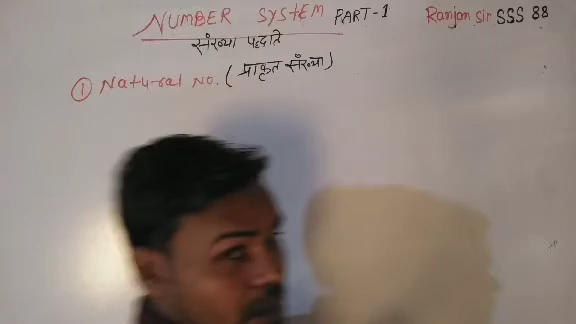 NUMBER SYSTEM PART-1 Ranjan Sir SSS 88
संख्या पद्धति
① Natural No. (प्राकृत संख्या)